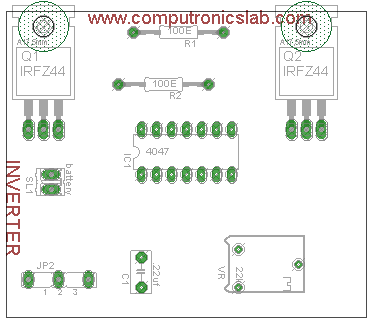 www.computronicslab.com
Q1
IRFZ44
100E
R1
Q2
IRFZ44
100E
R2
IC1
4047
battery
SL1
INVERTER
JP2
1 2 3
C1
.22uf
VR
22K